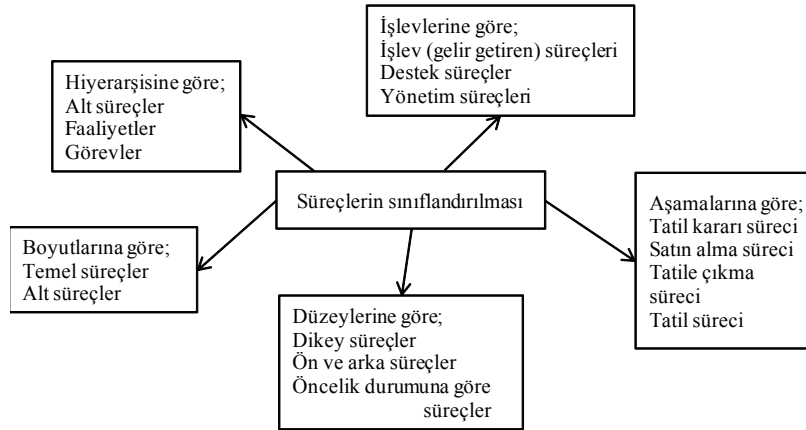 İşlevlerine göre;
İşlev (gelir getiren) süreçleri
Destek süreçler
Yönetim süreçleri
Hiyerarşisine göre;
Alt süreçler
Faaliyetler
Görevler
Süreçlerin sınıflandırılması
Aşamalarına göre;
Tatil kararı süreci
Satın alma süreci
Tatile çıkma
süreci
Tatil süreci
Boyutlarına göre;
Temel süreçler
Alt süreçler
Düzeylerine göre;
Dikey süreçler
Ön ve arka süreçler
Öncelik durumuna göre
süreçler